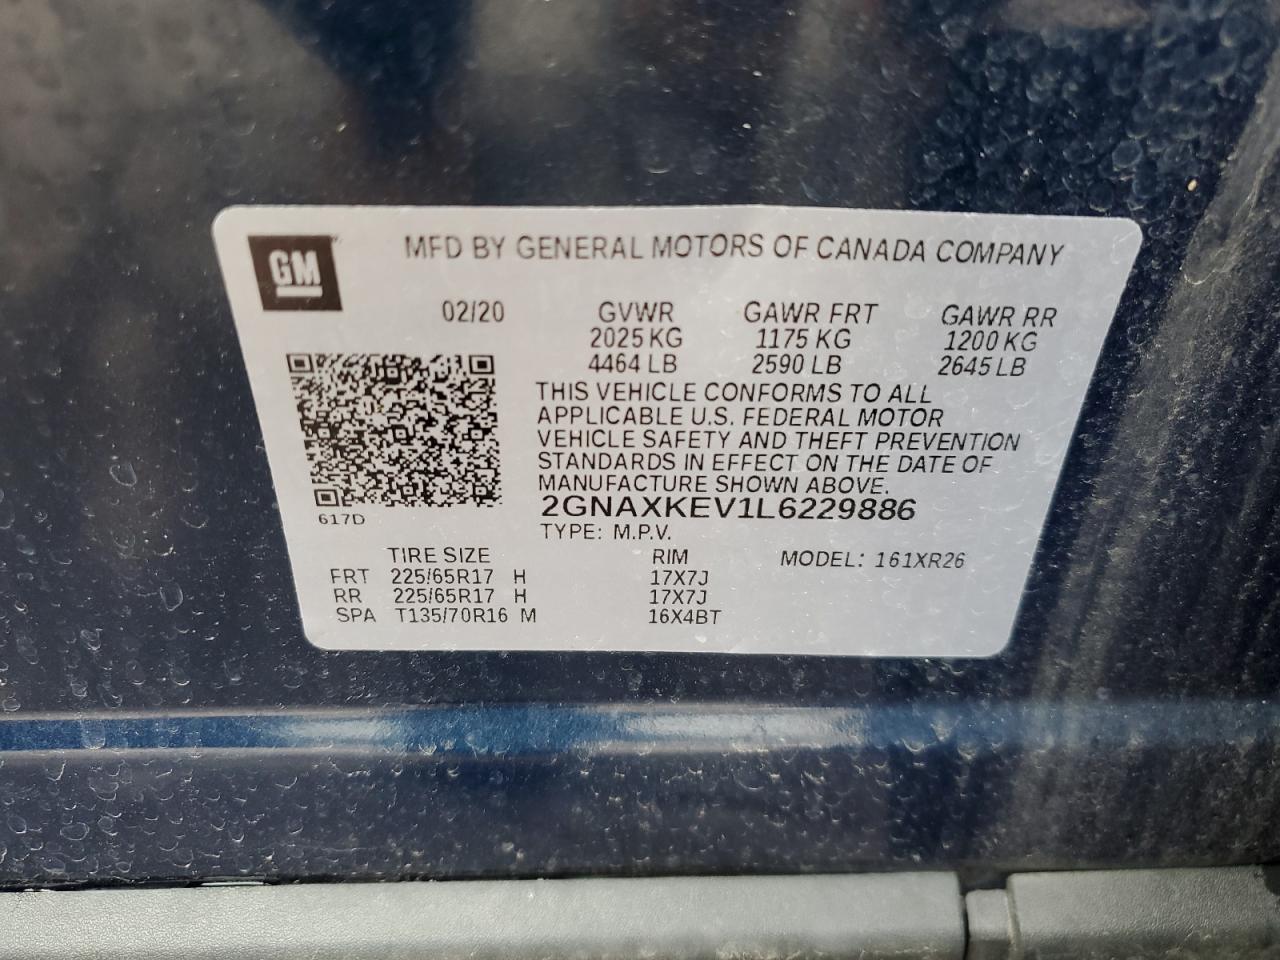 GM
MFD BY GENERAL MOTORS OF CANADA COMPANY
02/20 GVWR GAWR FRT GAWR RR
2025 KG 1175 KG 1200 KG
4464 LB 2590 LB 2645 LB
THIS VEHICLE CONFORMS TO ALL
APPLICABLE U.S. FEDERAL MOTOR
VEHICLE SAFETY AND THEFT PREVENTION
STANDARDS IN EFFECT ON THE DATE OF
MANUFACTURE SHOWN ABOVE.
2GNAXKEV1L6229886
617D
TYPE: M.P.V.
TIRE SIZE RIM MODEL: 161XR26
FRT 225/65R17 H 17X7J
RR 225/65R17 H 17X7J
SPA T135/70R16 M 16X4BT